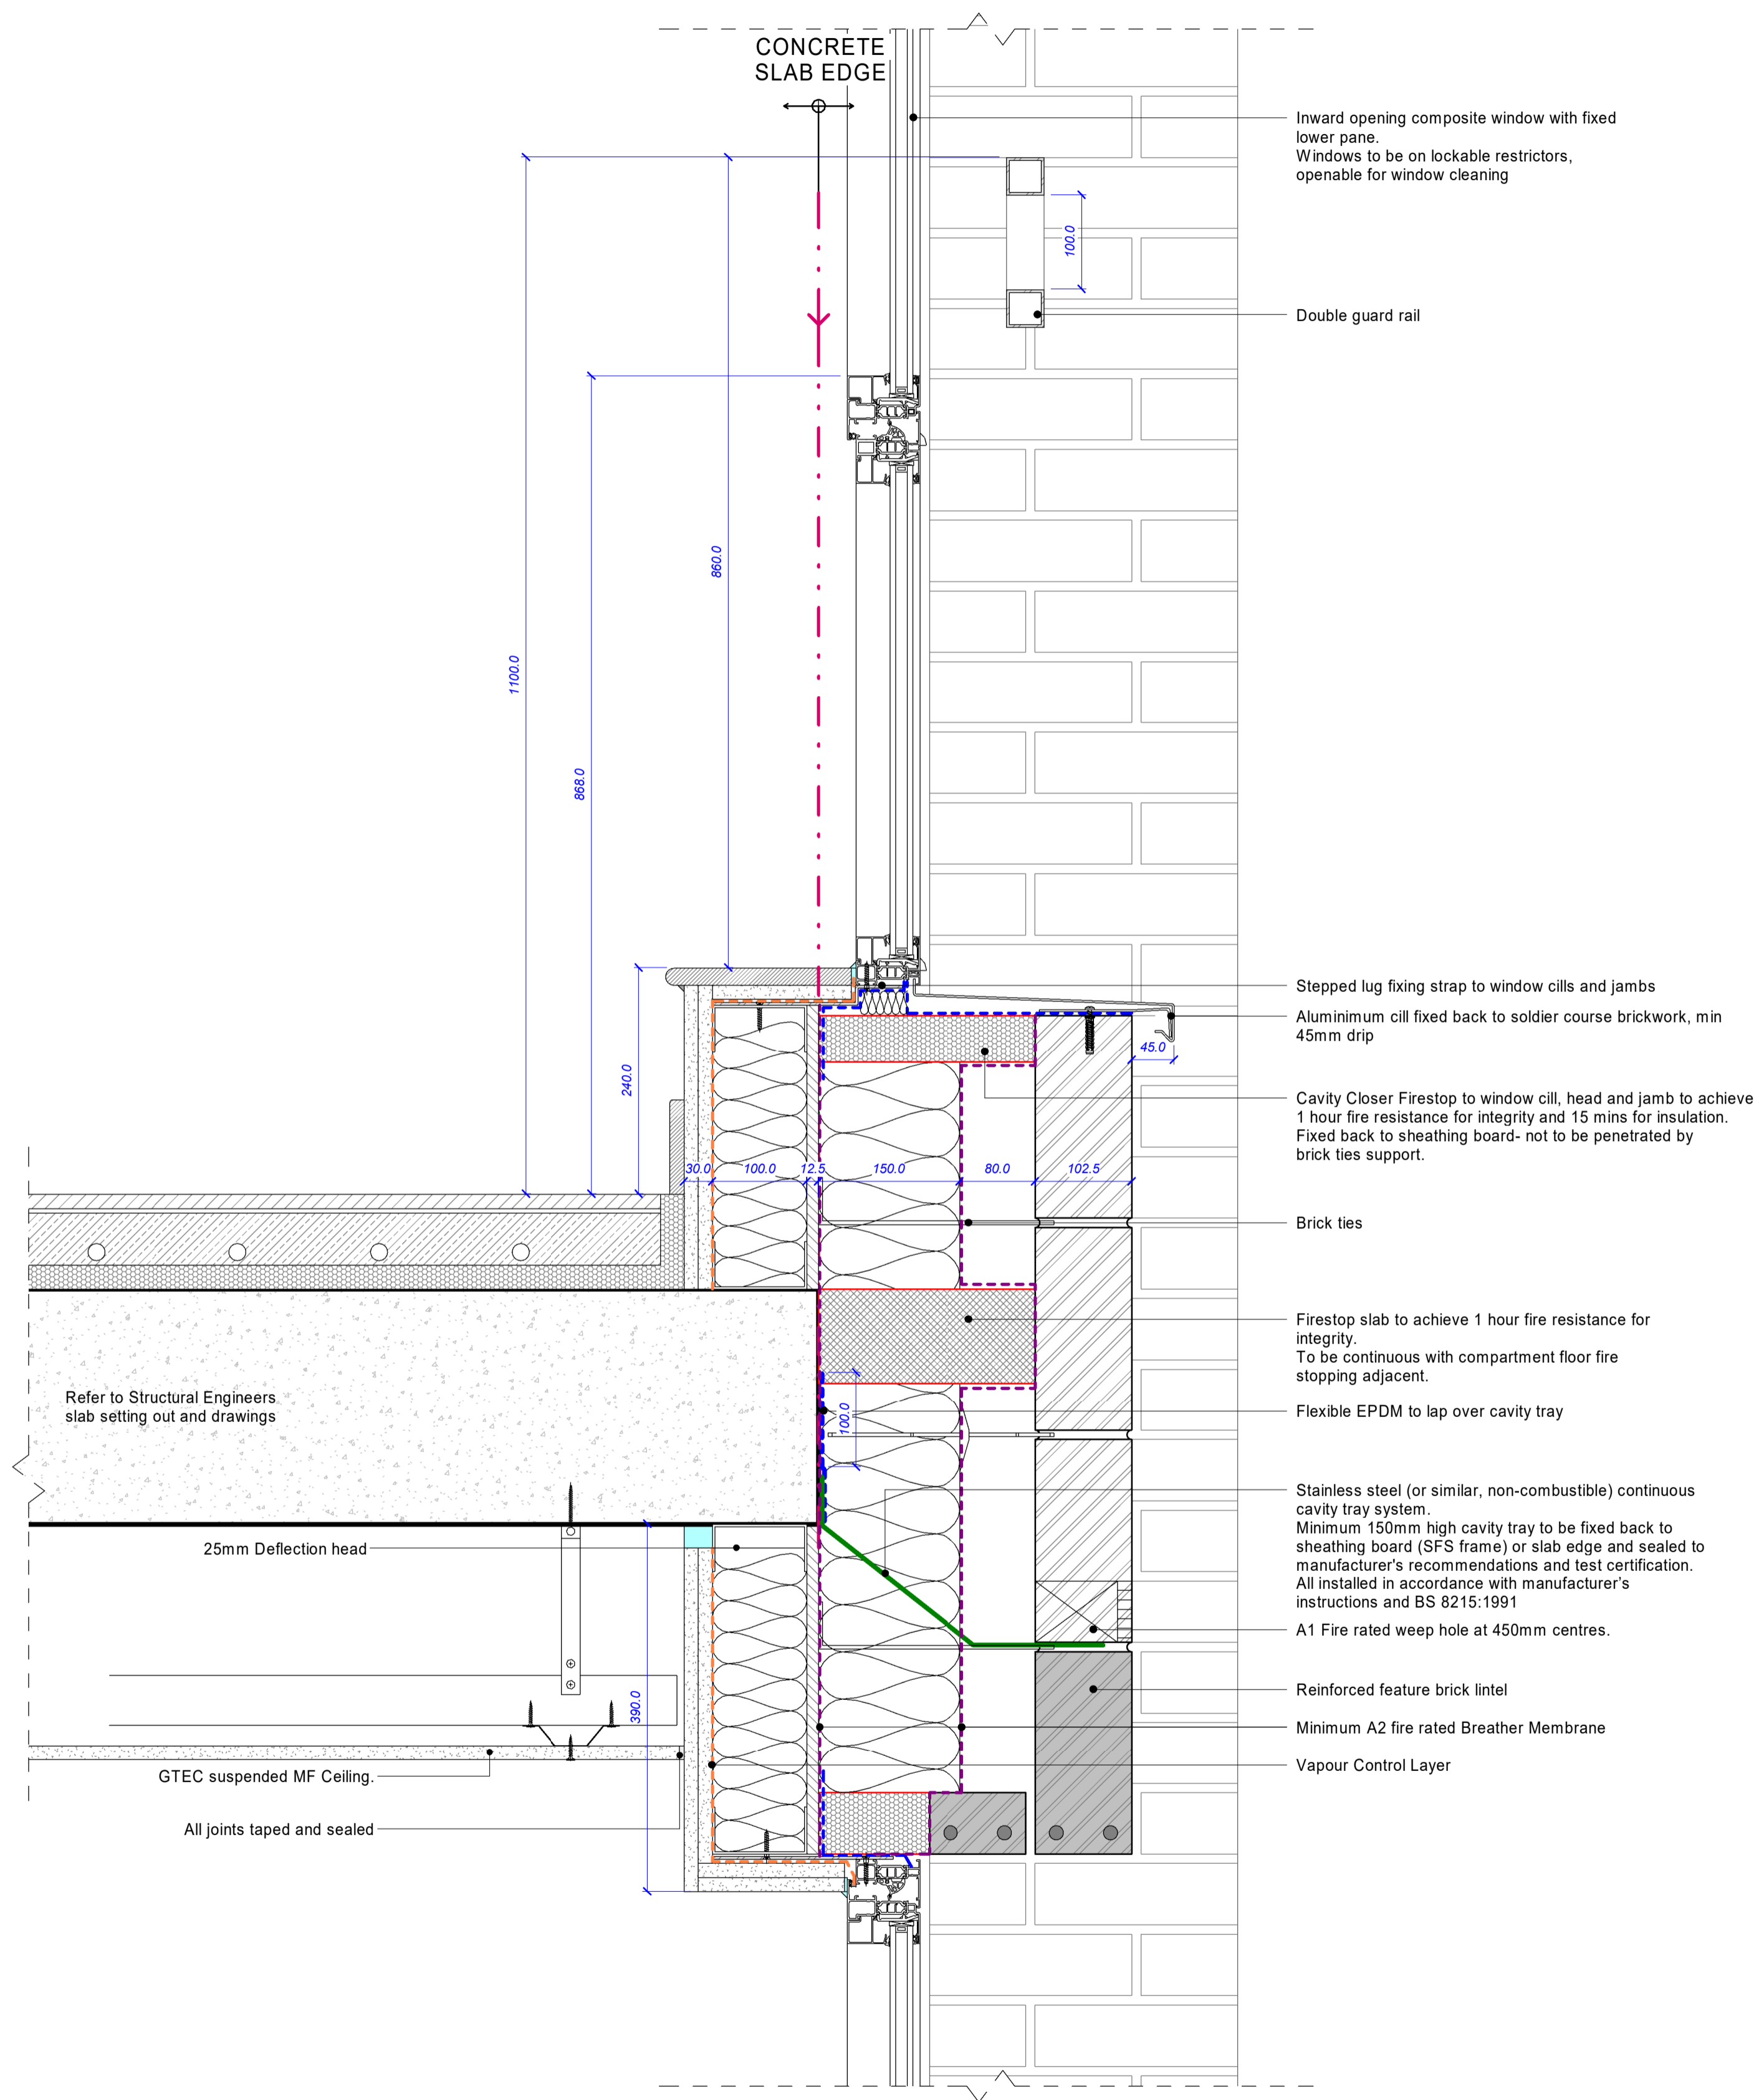 CONCRETE
SLAB EDGE
Inward opening composite window with fixed
lower pane.
Windows to be on lockable restrictors,
openable for window cleaning
100.0
Double guard rail
860.0
1100.0
868.0
Stepped lug fixing strap to window cills and jambs
Aluminimum cill fixed back to soldier course brickwork, min
45mm drip
45.0
240.0
Cavity Closer Firestop to window cill, head and jamb to achieve
1 hour fire resistance for integrity and 15 mins for insulation.
Fixed back to sheathing board- not to be penetrated by
brick ties support.
30.0 100.0 12.5 150.0 80.0 102.5
Brick ties
Firestop slab to achieve 1 hour fire resistance for
integrity.
To be continuous with compartment floor fire
stopping adjacent.
Refer to Structural Engineers
slab setting out and drawings
100.0
Flexible EPDM to lap over cavity tray
Stainless steel (or similar, non-combustible) continuous
cavity tray system.
Minimum 150mm high cavity tray to be fixed back to
sheathing board (SFS frame) or slab edge and sealed to
manufacturer's recommendations and test certification.
All installed in accordance with manufacturer's
instructions and BS 8215:1991
25mm Deflection head
A1 Fire rated weep hole at 450mm centres.
Reinforced feature brick lintel
390.0
Minimum A2 fire rated Breather Membrane
Vapour Control Layer
GTEC suspended MF Ceiling.
All joints taped and sealed